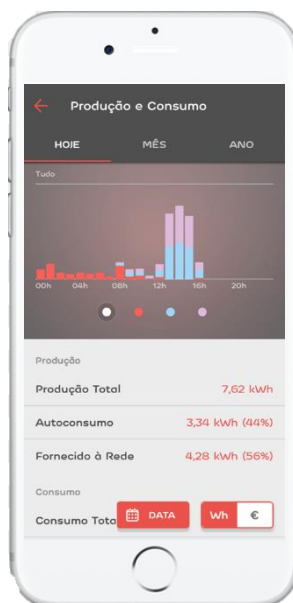 Produção e Consumo
HOJE MÊS ANO
Tudo
00h 04h 08h 12h 16h 20h
Produção
Produção Total 7,62 kWh
Autoconsumo 3,34 kWh (44%)
Fornecido à Rede 4,28 kWh (56%)
Consumo
Consumo Tota DATA Wh €